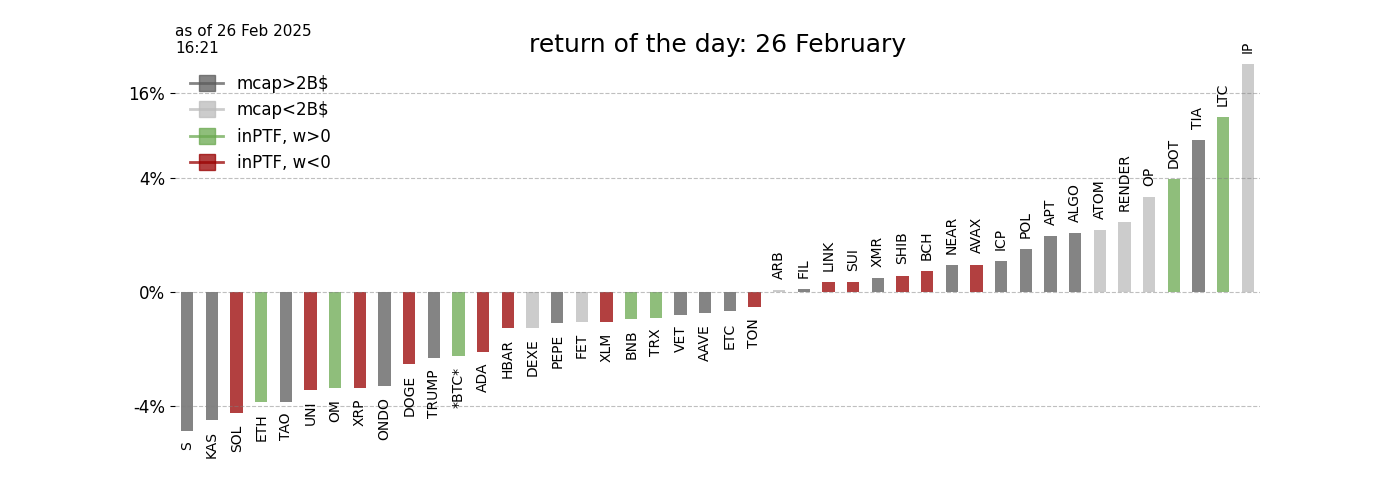 as of 26 Feb 2025
16:21
return of the day: 26 February
mcap>2B$
mcap<2B$
inPTF, w>0
inPTF, w<0
16%
4%
0%
-4%
S
KAS
SOL
ETH
TAO
UNI
OM
XRP
ONDO
DOGE
TRUMP
*BTC*
ADA
HBAR
DEXE
PEPE
FET
XLM
BNB
TRX
VET
AAVE
ETC
TON
ARB
FIL
LINK
SUI
XMR
SHIB
BCH
NEAR
AVAX
ICP
POL
APT
ALGO
ATOM
RENDER
OP
DOT
TIA
LTC
IP